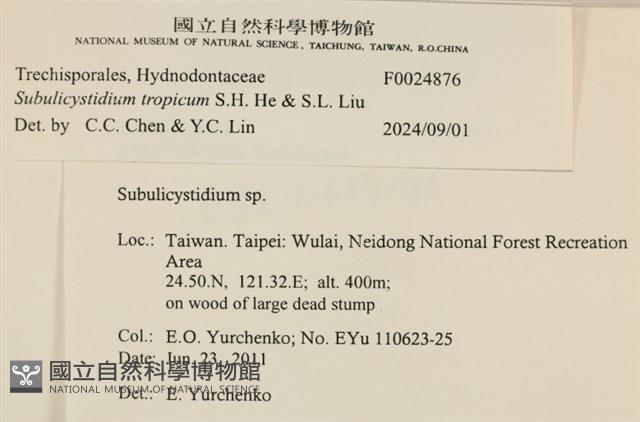 國立自然科學博物館
NATIONAL MUSEUM OF NATURAL SCIENCE, TAICHUNG, TAIWAN, R.O.CHINA
Trechisporales, Hydnodontaceae F0024876
Subulicystidium tropicum S.H. He & S.L. Liu
Det. by C.C. Chen & Y.C. Lin 2024/09/01
Subulicystidium sp.
Loc.: Taiwan. Taipei: Wulai, Neidong National Forest Recreation
Area
24.50.N, 121.32.E; alt. 400m;
on wood of large dead stump
Col.: E.O. Yurchenko; No. EYu 110623-25
Date: Jun. 23, 2011
國立自然科學博物館
NATIONAL MUSEUM OF NATURAL SCIENCE
Det.: E. Yurchenko